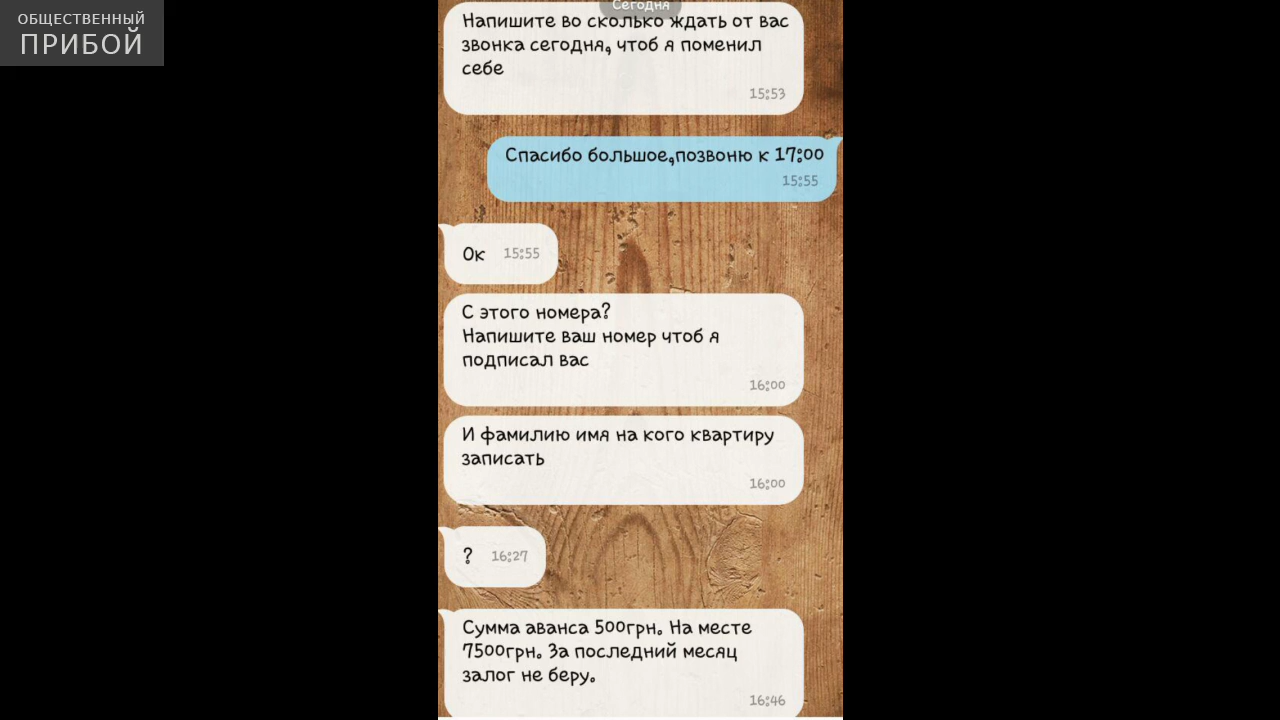 ОБЩЕСТВЕННЫЙ
ПРИБОЙ
Сегодня
Напишите во сколько ждать от вас
звонка сегодня, чтоб я поменил
себе
15:53
Спасибо большое,позвоню к 17:00
15:55
Ок 15:55
С этого номера?
Напишите ваш номер чтоб я
подписал вас
16:00
И фамилию имя на кого квартиру
записать
16:00
? 16:27
Сумма аванса 500грн. На месте
7500грн. За последний месяц
залог не беру.
16:46